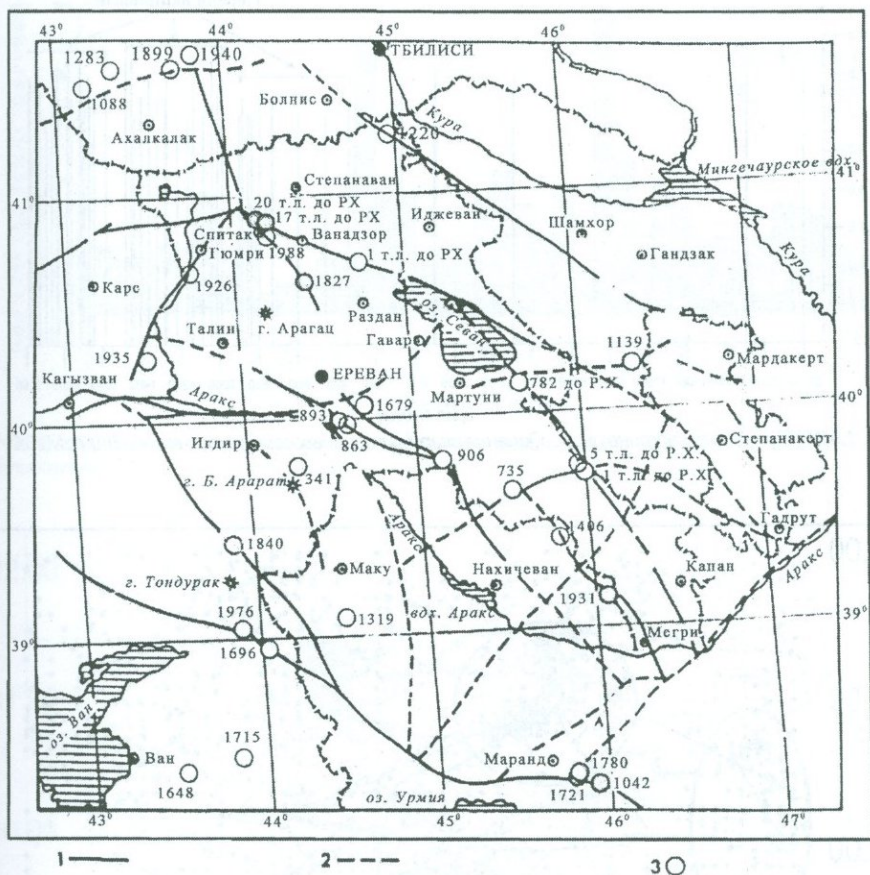 43° 44° 45° 46°
1283 1899 1940 ТБИЛИСИ
1088
Болнис
Ахалкалак
Кура
Мингечаурское вдх.
41° 41°
Степанаван
20 т.л. до РХ
17 т.л. до РХ
Иджеван
Шамхор
Кура
Спитак Ванадзор
Гюмри 1988
1 т.л. до РХ
Гандзак
Карс
1926
1827
оз. Севан
Раздан
г. Арагац
Талин
Гавар
1139
Мардакерт
1935
Кагызван
ЕРЕВАН
Мартуни
782 до Р.Х.
Аракс
1679
893
40° 40°
863
Игдир
906
Степанакорт
735
5 т.л. до Р.Х.
1 т.л. до Р.Х.
г. Б. Арарат
341
Аракс
1406
Гадрут
1840
Маку
Нахичеван
Капан
Аракс
г. Тондурак
1931
1976
вдх. Аракс
1319
39° 39°
Мегри
1696
оз. Ван
Ван
1715
Маранд
1780
1648
1721
1042
оз. Урмия
43 44 45 46 47
1 2 3